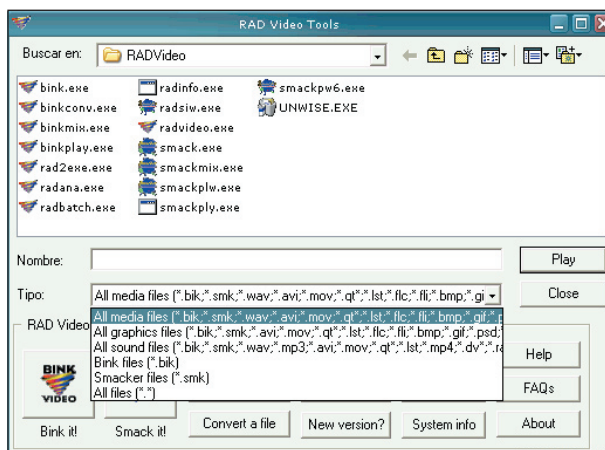 RAD Video Tools
Buscar en: RADVideo
bink.exe radinfo.exe smackpw6.exe
binkconv.exe radsiw.exe UNWISE.EXE
binkmix.exe radvideo.exe
binkplay.exe smack.exe
rad2exe.exe smackmix.exe
radana.exe smackplw.exe
radbatch.exe smackply.exe
Nombre: Play
Tipo: All media files (*.bik;*.smk;*.wav;*.avi;*.mov;*.qt;*.lst;*.flc;*.fli;*.bmp;*.gi Close
All media files (*.bik;*.smk;*.wav;*.avi;*.mov;*.qt;*.lst;*.flc;*.fli;*.bmp;*.gif;*.p
RAD Video
All graphics files (*.bik;*.smk;*.avi;*.mov;*.qt;*.lst;*.flc;*.fli;*.bmp;*.gif;*.psd;
All sound files (*.bik;*.smk;*.wav;*.mp3;*.avi;*.mov;*.qt;*.lst;*.mp4;*.dv*;*.ra
Help
Bink files (*.bik)
Smacker files (*.smk)
All files (*.*)
BINK
VIDEO
FAQs
Bink it! Smack it! Convert a file New version? System info About